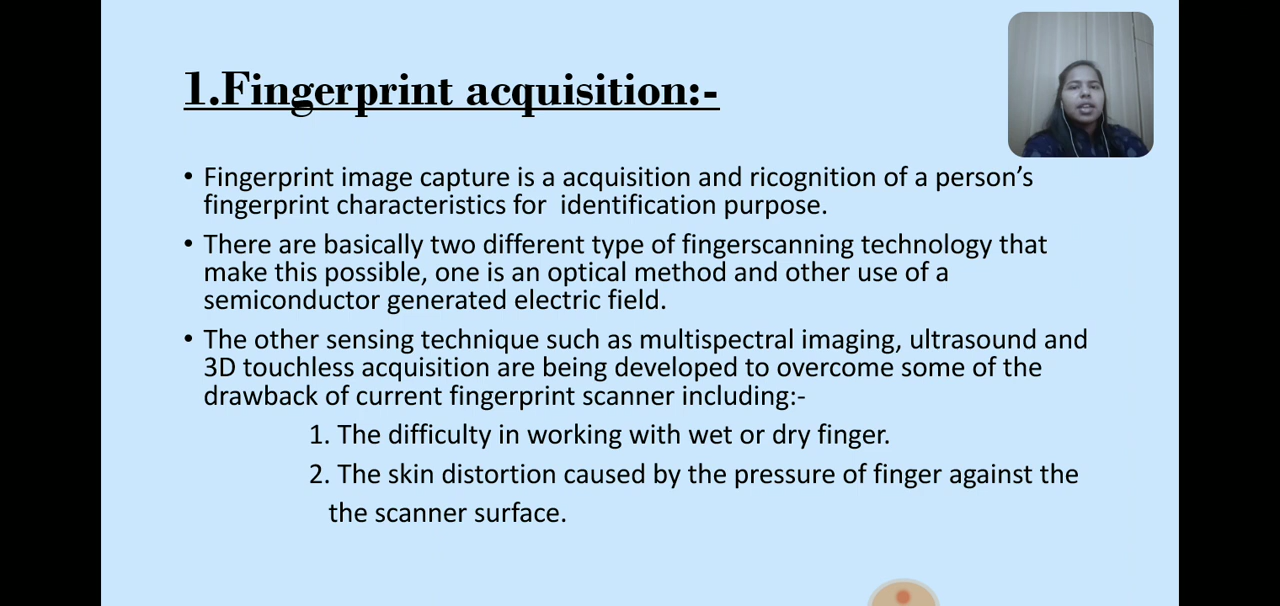 1.Fingerprint acquisition:-
• Fingerprint image capture is a acquisition and ricognition of a person’s
fingerprint characteristics for  identification purpose.
• There are basically two different type of fingerscanning technology that
make this possible, one is an optical method and other use of a
semiconductor generated electric field.
• The other sensing technique such as multispectral imaging, ultrasound and
3D touchless acquisition are being developed to overcome some of the
drawback of current fingerprint scanner including:-
1. The difficulty in working with wet or dry finger.
2. The skin distortion caused by the pressure of finger against the
the scanner surface.